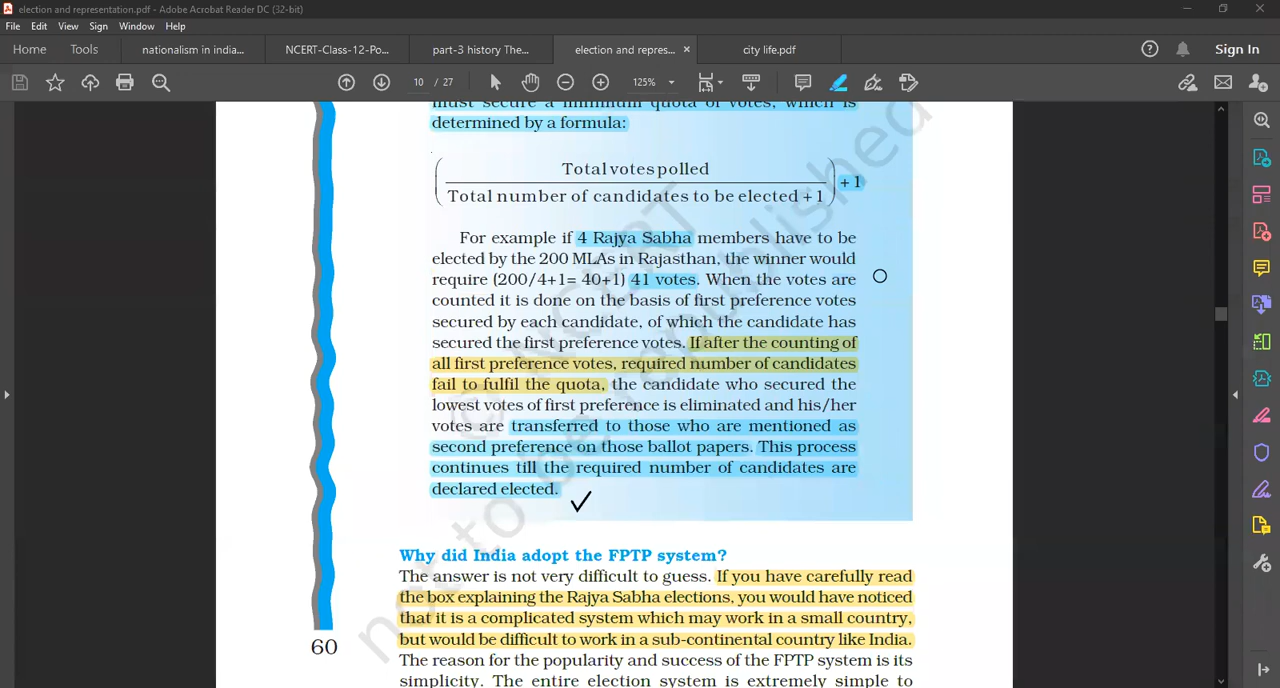 election and representation.pdf - Adobe Acrobat Reader DC (32-bit)
File Edit View Sign Window Help
Home Tools nationalism in india... NCERT-Class-12-Po... part-3 history The... election and repres... × city life.pdf Sign In
10 / 27 125%
must secure a minimum quota of votes, which is
determined by a formula:
Total votes polled
Total number of candidates to be elected + 1
+ 1
For example if 4 Rajya Sabha members have to be
elected by the 200 MLAs in Rajasthan, the winner would
require (200/4+1= 40+1) 41 votes. When the votes are
counted it is done on the basis of first preference votes
secured by each candidate, of which the candidate has
secured the first preference votes. If after the counting of
all first preference votes, required number of candidates
fail to fulfil the quota, the candidate who secured the
lowest votes of first preference is eliminated and his/her
votes are transferred to those who are mentioned as
second preference on those ballot papers. This process
continues till the required number of candidates are
declared elected.
Why did India adopt the FPTP system?
The answer is not very difficult to guess. If you have carefully read
the box explaining the Rajya Sabha elections, you would have noticed
that it is a complicated system which may work in a small country,
but would be difficult to work in a sub-continental country like India.
60
The reason for the popularity and success of the FPTP system is its
simplicity. The entire election system is extremely simple to
© NCERT
not to be republished